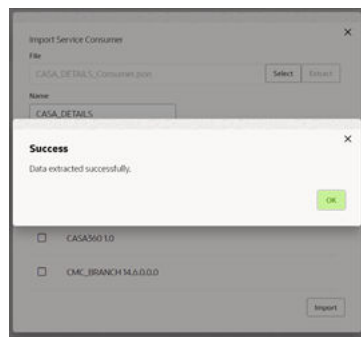 Import Service Consumer
File
CASA_DETAILS_Consumer.json
Select
Extract
Name
CASA_DETAILS
Success
Data extracted successfully.
OK
CASA360 1.0
CMC_BRANCH 14.6.0.0.0
Import